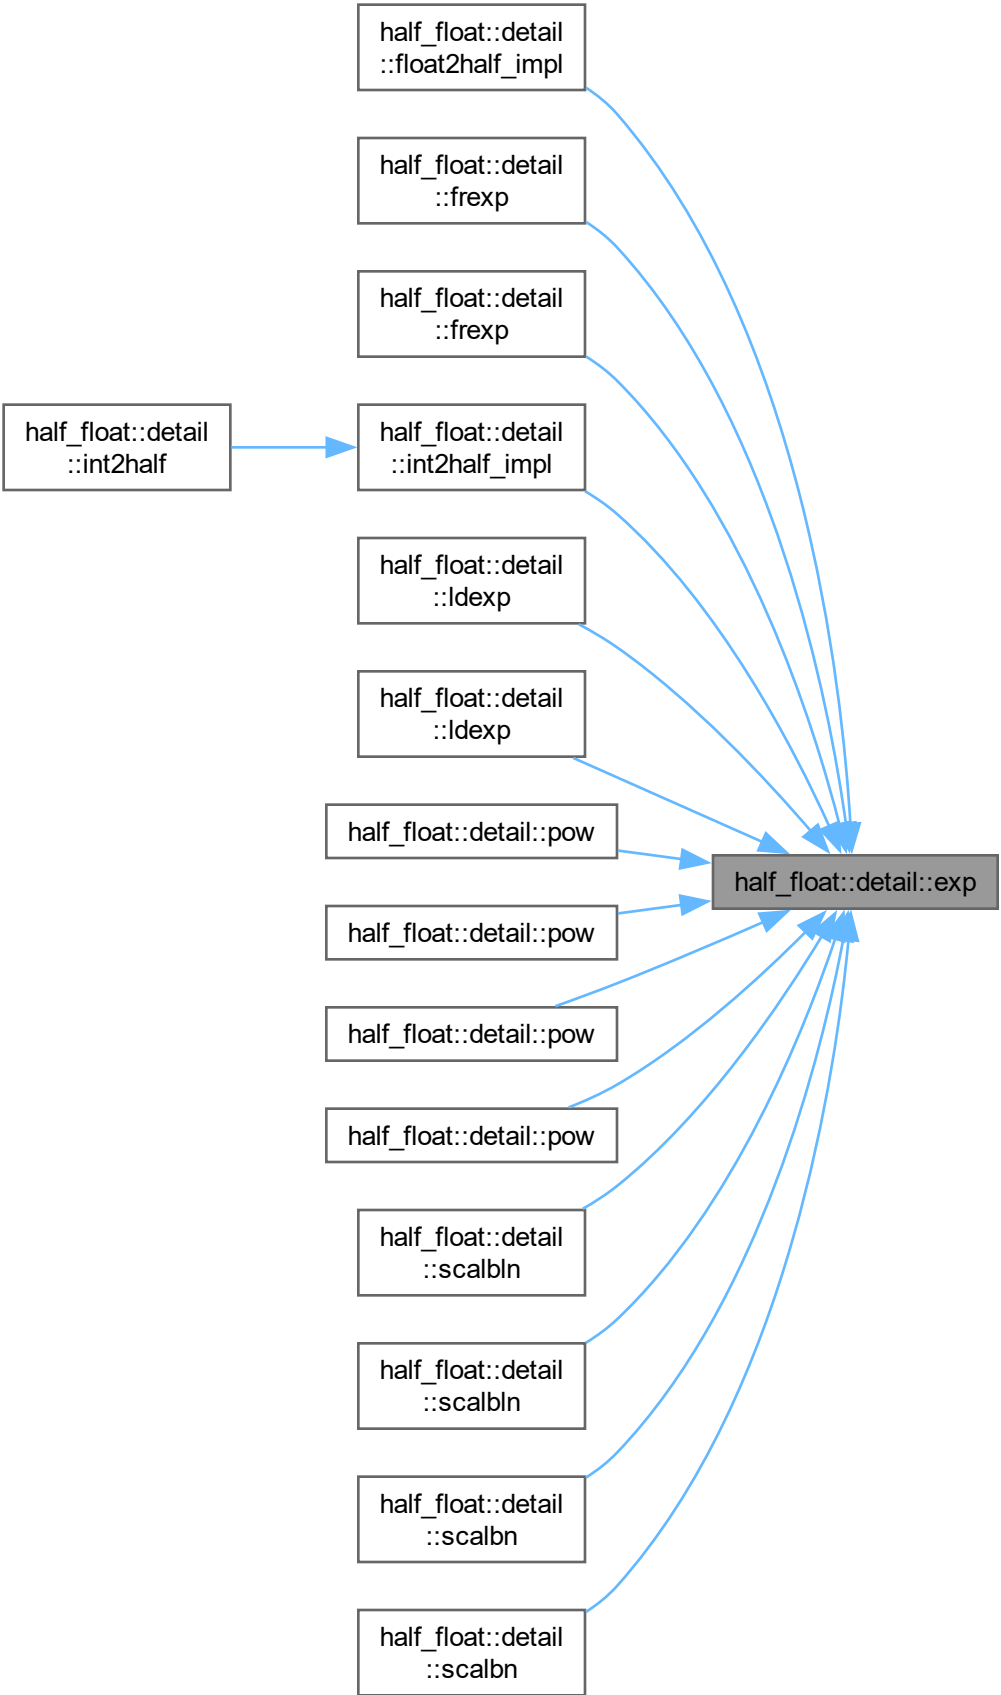 half_float::detail
::float2half_impl
half_float::detail
::frexp
half_float::detail
::frexp
half_float::detail
::int2half
half_float::detail
::int2half_impl
half_float::detail
::ldexp
half_float::detail
::ldexp
half_float::detail::pow
half_float::detail::exp
half_float::detail::pow
half_float::detail::pow
half_float::detail::pow
half_float::detail
::scalbln
half_float::detail
::scalbln
half_float::detail
::scalbn
half_float::detail
::scalbn